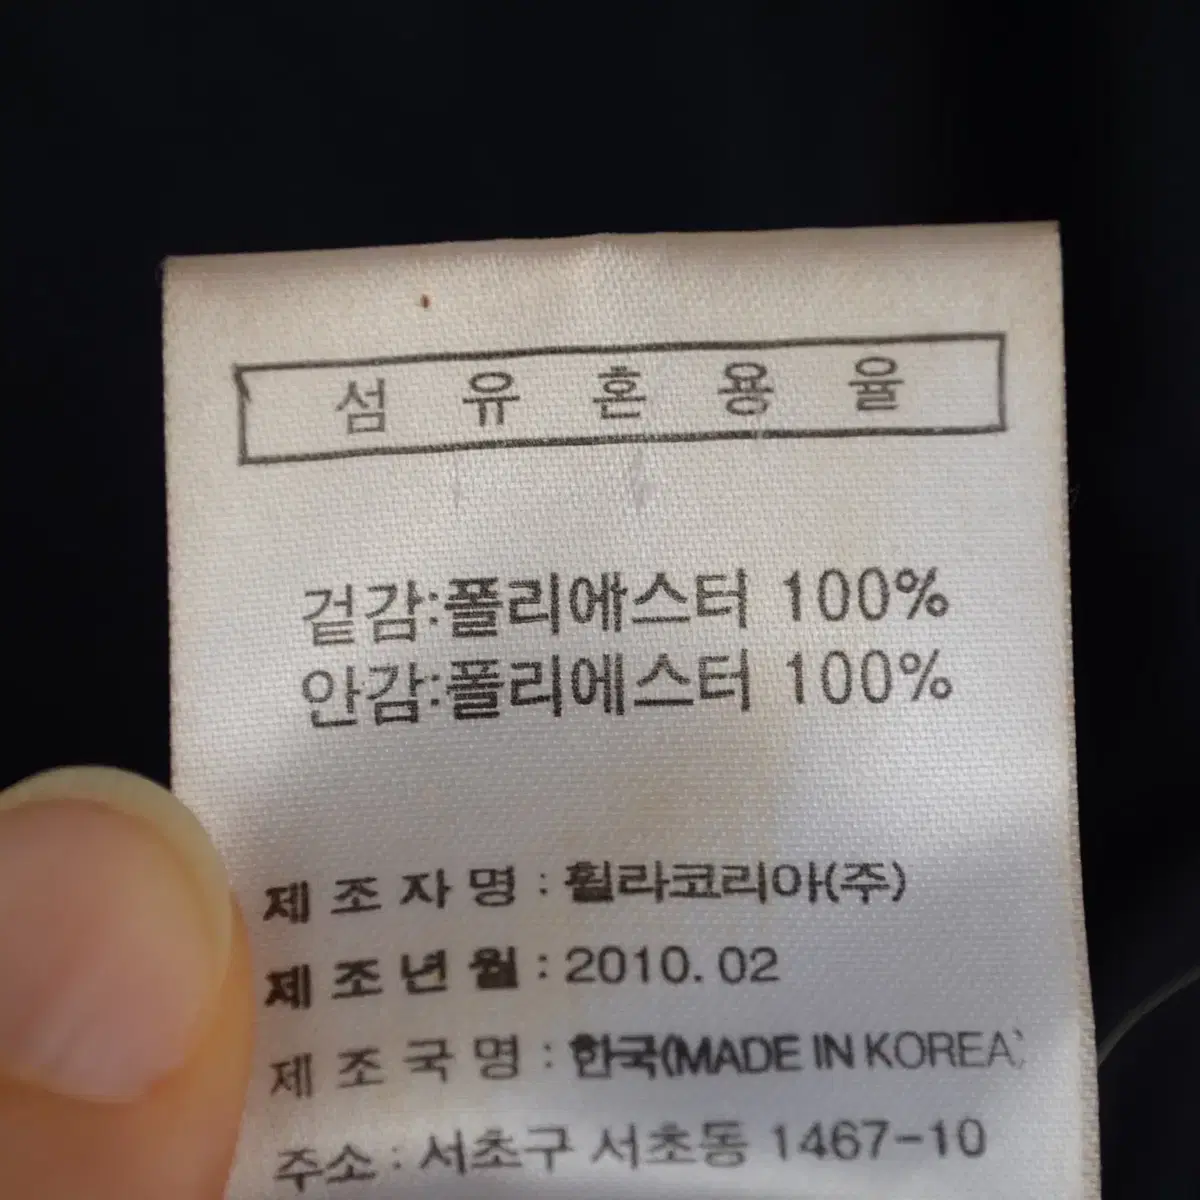 섬 유 혼 용 율
겉감:폴리에스터 100%
안감:폴리에스터 100%
제 조 자 명 : 휠라코리아(주)
제 조 년 월 : 2010. 02
제 조 국 명 : 한국(MADE IN KOREA)
주소 : 서초구 서초동 1467-10